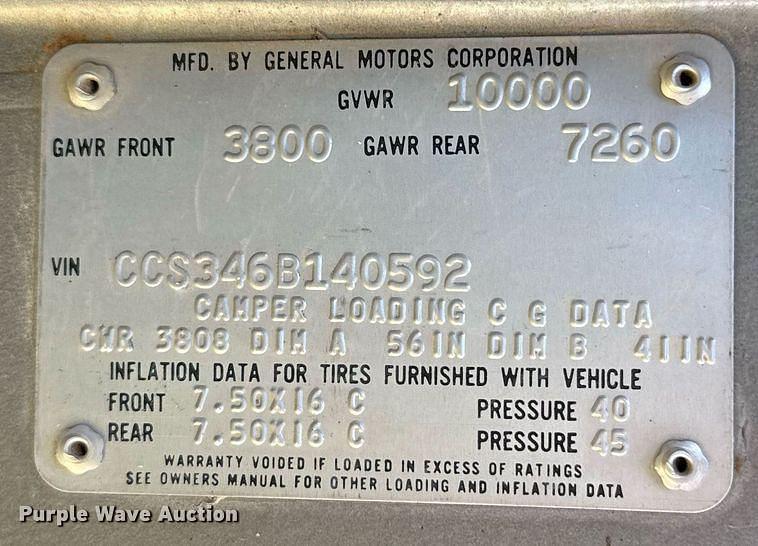 MFD. BY GENERAL MOTORS CORPORATION
GVWR 10000
GAWR FRONT 3800 GAWR REAR 7260
VIN CCS346B140592
CAMPER LOADING C G DATA
CWR 3808 DIM A 56IN DIM B 41IN
INFLATION DATA FOR TIRES FURNISHED WITH VEHICLE
FRONT 7.50X16 C PRESSURE 40
REAR 7.50X16 C PRESSURE 45
WARRANTY VOIDED IF LOADED IN EXCESS OF RATINGS
SEE OWNERS MANUAL FOR OTHER LOADING AND INFLATION DATA
Purple Wave Auction